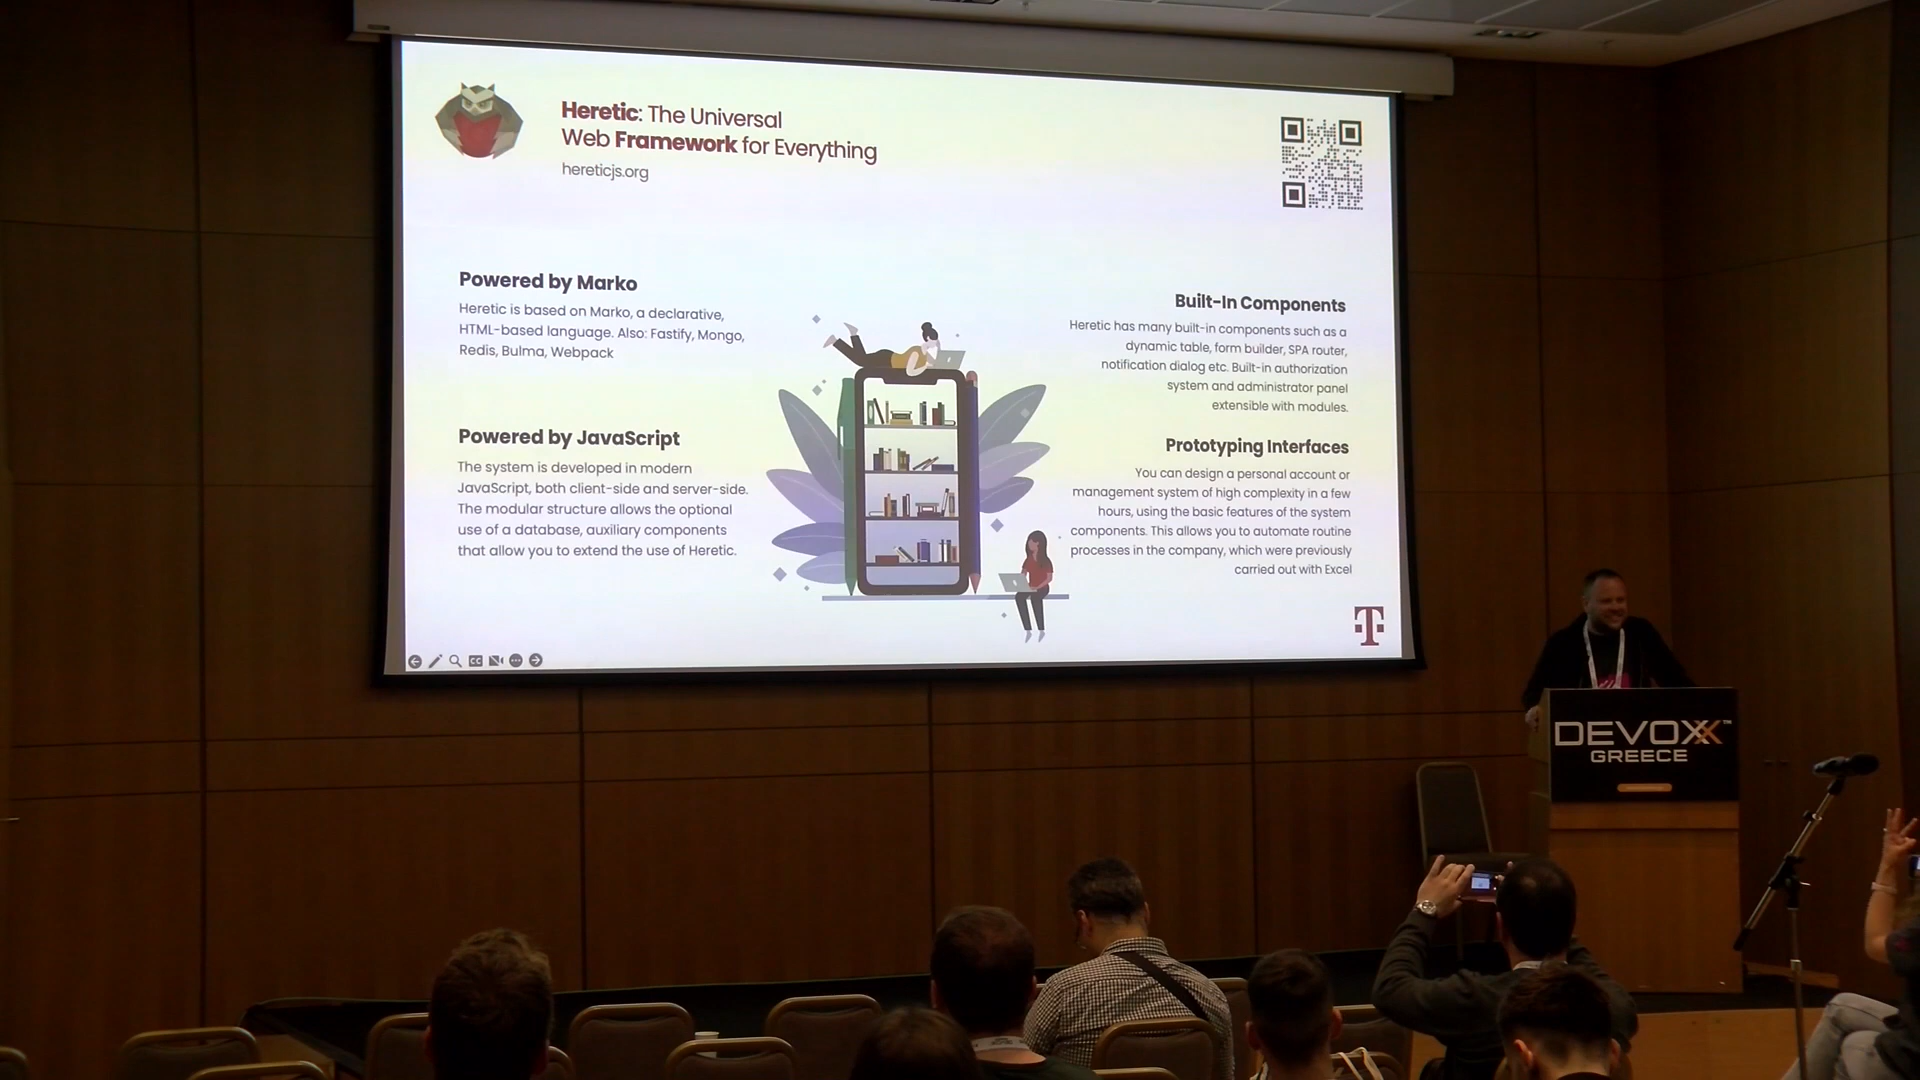 Heretic: The Universal
Web Framework for Everything
hereticjs.org
Powered by Marko
Heretic is based on Marko, a declarative,
HTML-based language. Also: Fastify, Mongo,
Redis, Bulma, Webpack
Powered by JavaScript
The system is developed in modern
JavaScript, both client-side and server-side.
The modular structure allows the optional
use of a database, auxiliary components
that allow you to extend the use of Heretic.
Built-In Components
Heretic has many built-in components such as a
dynamic table, form builder, SPA router,
notification dialog etc. Built-in authorization
system and administrator panel
extensible with modules.
Prototyping Interfaces
You can design a personal account or
management system of high complexity in a few
hours, using the basic features of the system
components. This allows you to automate routine
processes in the company, which were previously
carried out with Excel
T
CC
DEVOXX™
GREECE